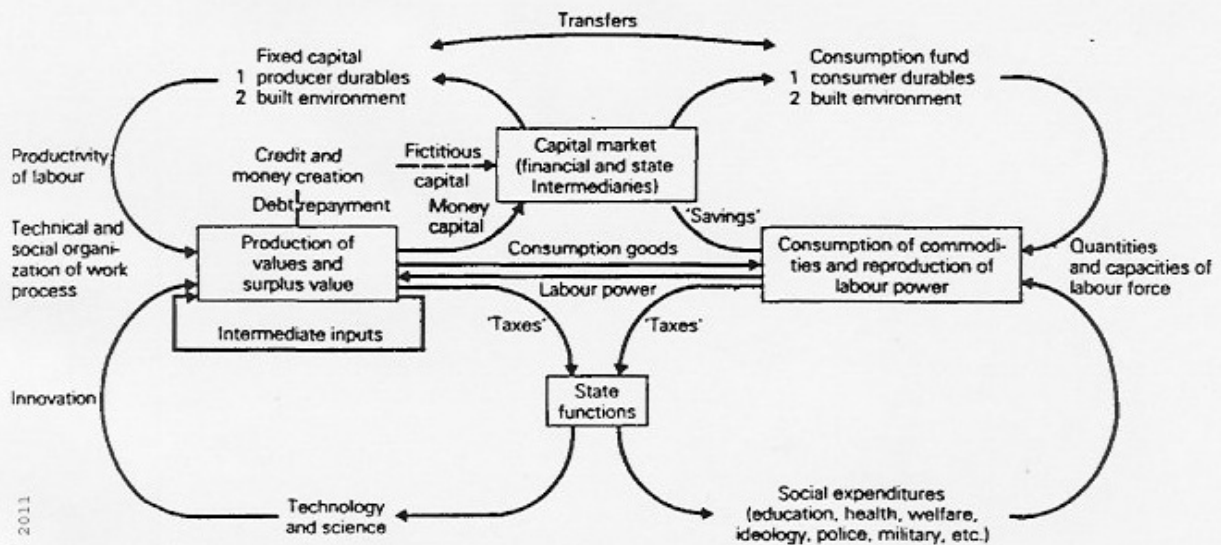 Transfers
Fixed capital
1 producer durables
2 built environment
Consumption fund
1 consumer durables
2 built environment
Productivity
of labour
Credit and
money creation
Fictitious
capital
Capital market
(financial and state
Intermediaries)
Debt repayment
Money
capital
'Savings'
Technical and
social organi-
zation of work
process
Production of
values and
surplus value
Consumption goods
Labour power
Consumption of commodi-
ties and reproduction of
labour power
Quantities
and capacities of
labour force
Intermediate inputs
'Taxes'
'Taxes'
Innovation
State
functions
Technology
and science
Social expenditures
(education, health, welfare,
ideology, police, military, etc.)
2011